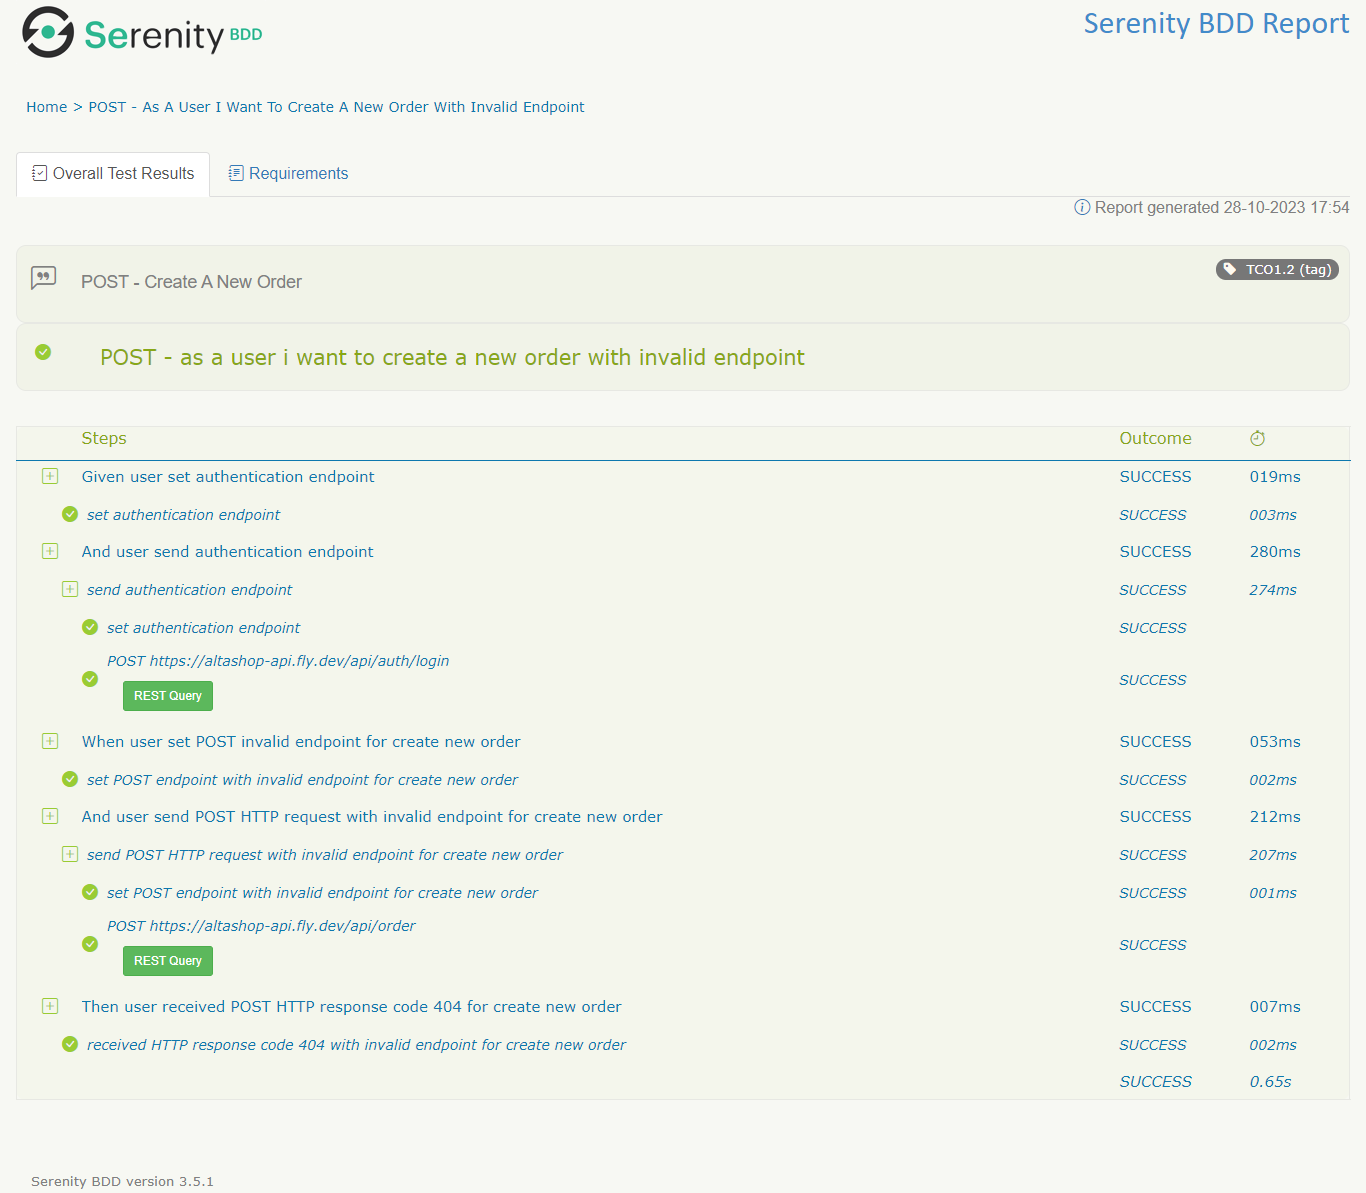 Serenity BDD
Serenity BDD Report
Home > POST - As A User I Want To Create A New Order With Invalid Endpoint
Overall Test Results
Requirements
Report generated 28-10-2023 17:54
POST - Create A New Order
TCO1.2 (tag)
POST - as a user i want to create a new order with invalid endpoint
Steps Outcome
Given user set authentication endpoint SUCCESS 019ms
set authentication endpoint SUCCESS 003ms
And user send authentication endpoint SUCCESS 280ms
send authentication endpoint SUCCESS 274ms
set authentication endpoint SUCCESS
POST https://altashop-api.fly.dev/api/auth/login
SUCCESS
REST Query
When user set POST invalid endpoint for create new order SUCCESS 053ms
set POST endpoint with invalid endpoint for create new order SUCCESS 002ms
And user send POST HTTP request with invalid endpoint for create new order SUCCESS 212ms
send POST HTTP request with invalid endpoint for create new order SUCCESS 207ms
set POST endpoint with invalid endpoint for create new order SUCCESS 001ms
POST https://altashop-api.fly.dev/api/order
SUCCESS
REST Query
Then user received POST HTTP response code 404 for create new order SUCCESS 007ms
received HTTP response code 404 with invalid endpoint for create new order SUCCESS 002ms
SUCCESS 0.65s
Serenity BDD version 3.5.1